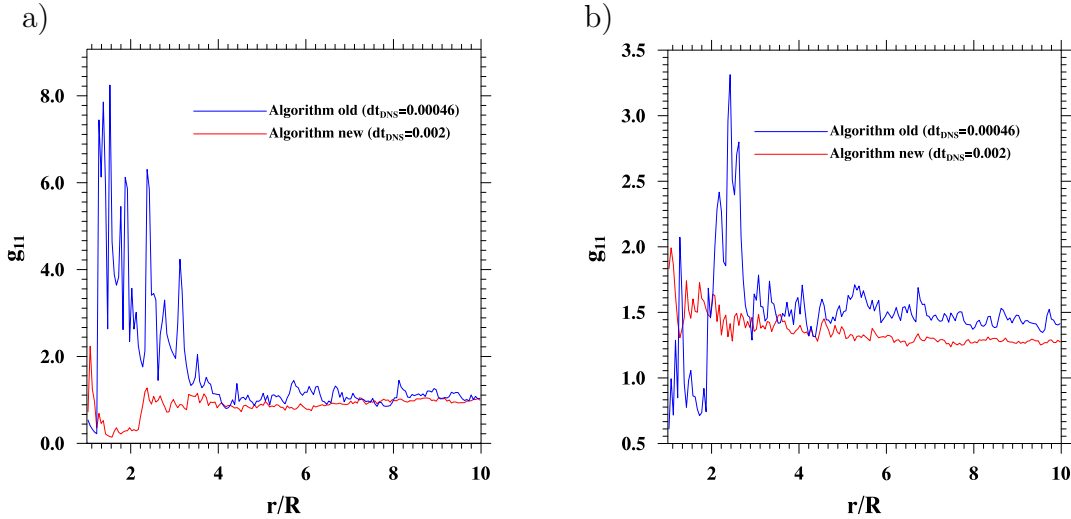 a)
8.0
6.0
4.0
2.0
0.0
g11
2 4 6 8 10
r/R
Algorithm old (dtDNS=0.00046)
Algorithm new (dtDNS=0.002)
b)
3.5
3.0
2.5
2.0
1.5
1.0
0.5
g11
2 4 6 8 10
r/R
Algorithm old (dtDNS=0.00046)
Algorithm new (dtDNS=0.002)